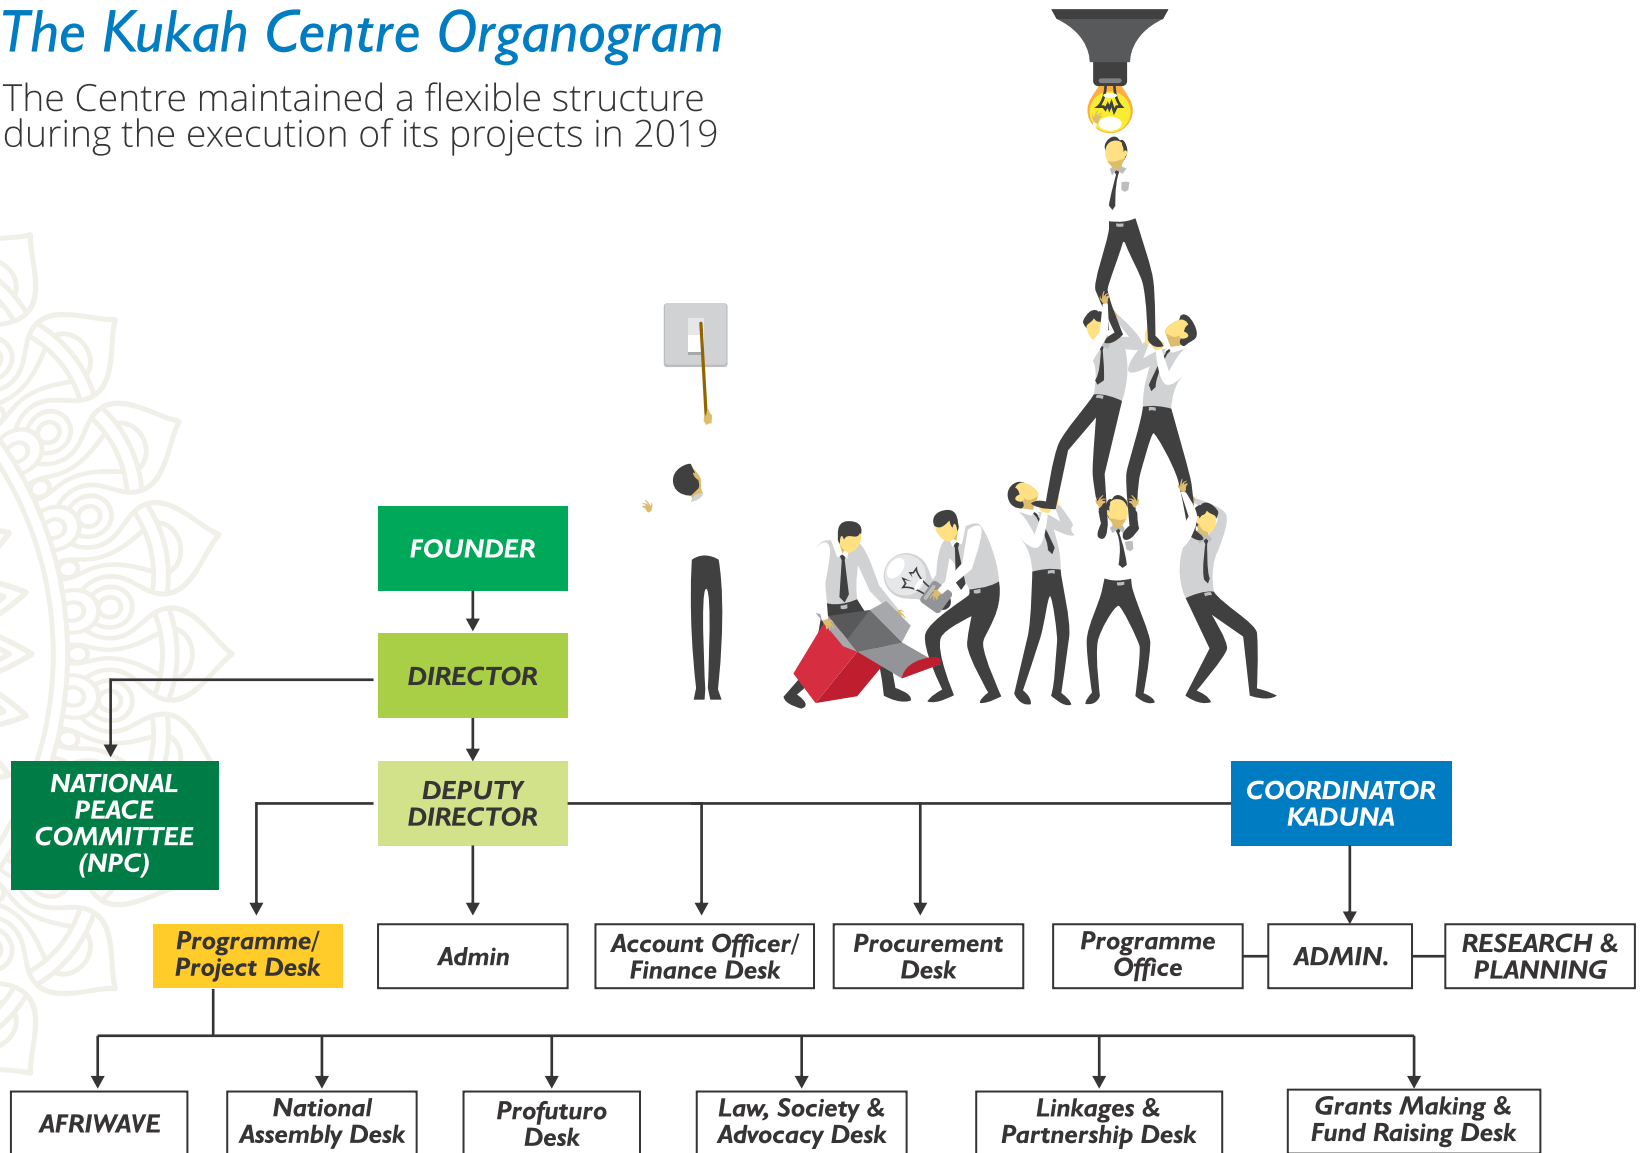 The Kukah Centre Organogram
The Centre maintained a flexible structure
during the execution of its projects in 2019
FOUNDER
DIRECTOR
NATIONAL
PEACE
COMMITTEE
(NPC)
DEPUTY
DIRECTOR
COORDINATOR
KADUNA
Programme/
Project Desk
Admin
Account Officer/
Finance Desk
Procurement
Desk
Programme
Office
ADMIN.
RESEARCH &
PLANNING
AFRIWAVE
National
Assembly Desk
Profuturo
Desk
Law, Society &
Advocacy Desk
Linkages &
Partnership Desk
Grants Making &
Fund Raising Desk